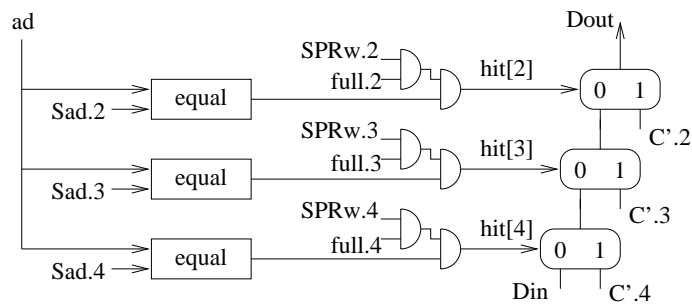 ad
Dout
SPRw.2
full.2
hit[2]
0 1
equal
Sad.2
C'.2
SPRw.3
full.3
hit[3]
0 1
equal
Sad.3
C'.3
SPRw.4
full.4
hit[4]
0 1
equal
Sad.4
Din
C'.4